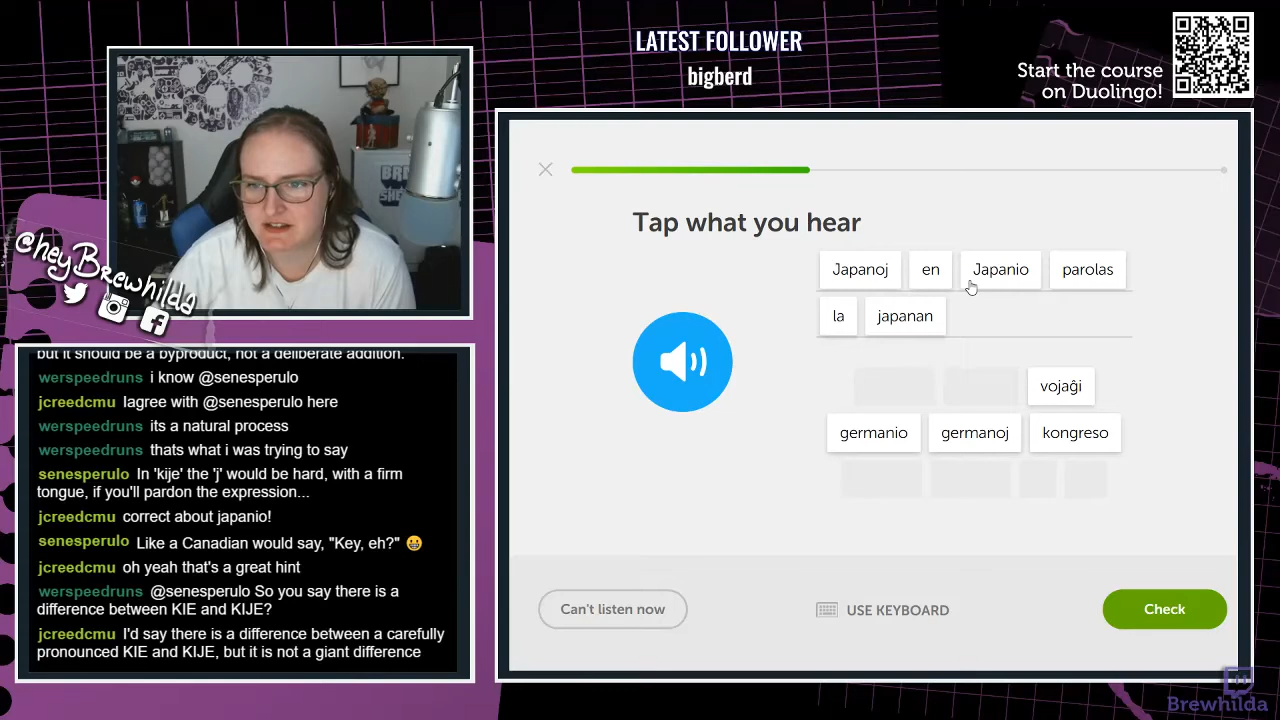 LATEST FOLLOWER
bigberd
Start the course
on Duolingo!
@heyBrewhilda
but it should be a byproduct, not a deliberate addition.
werspeedruns i know @senesperulo
jcreedcmu Iagree with @senesperulo here
werspeedruns its a natural process
werspeedruns thats what i was trying to say
senesperulo In 'kije' the 'j' would be hard, with a firm
tongue, if you'll pardon the expression...
jcreedcmu correct about japanio!
senesperulo Like a Canadian would say, "Key, eh?" 😀
jcreedcmu oh yeah that's a great hint
werspeedruns @senesperulo So you say there is a
difference between KIE and KIJE?
jcreedcmu I'd say there is a difference between a carefully
pronounced KIE and KIJE, but it is not a giant difference
Tap what you hear
Japanoj en Japanio parolas
la japanan
vojaĝi
germanio germanoj kongreso
Can't listen now
USE KEYBOARD
Check
Brewhilda